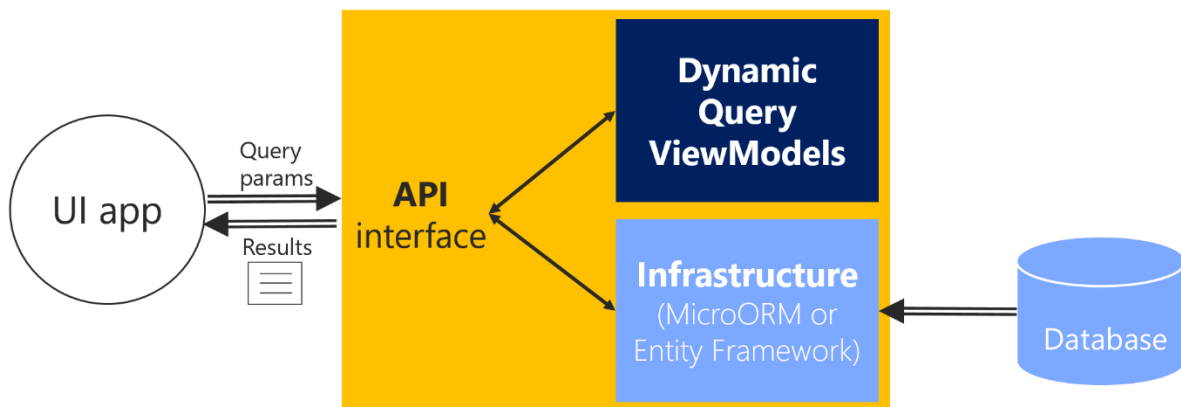 UI app
Query
params
Results
API
interface
Dynamic
Query
ViewModels
Infrastructure
(MicroORM or
Entity Framework)
Database